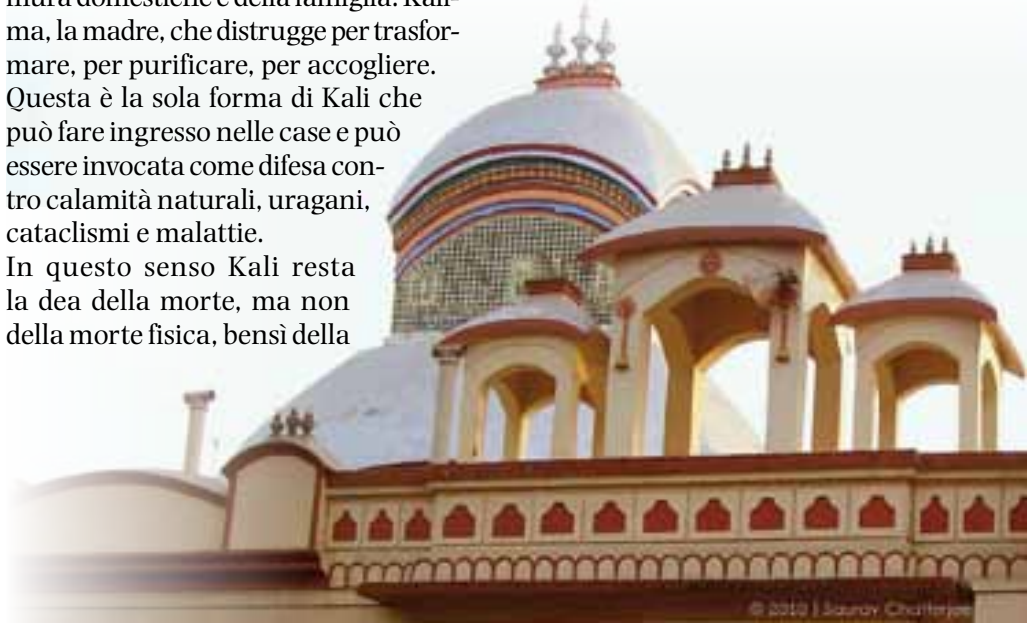 mura domestiche e della famiglia. Kali-
ma, la madre, che distrugge per trasfor-
mare, per purificare, per accogliere.
Questa è la sola forma di Kali che
può fare ingresso nelle case e può
essere invocata come difesa con-
tro calamità naturali, uragani,
cataclismi e malattie.
In questo senso Kali resta
la dea della morte, ma non
della morte fisica, bensì della
© 2010 | Saurav Chatterjee